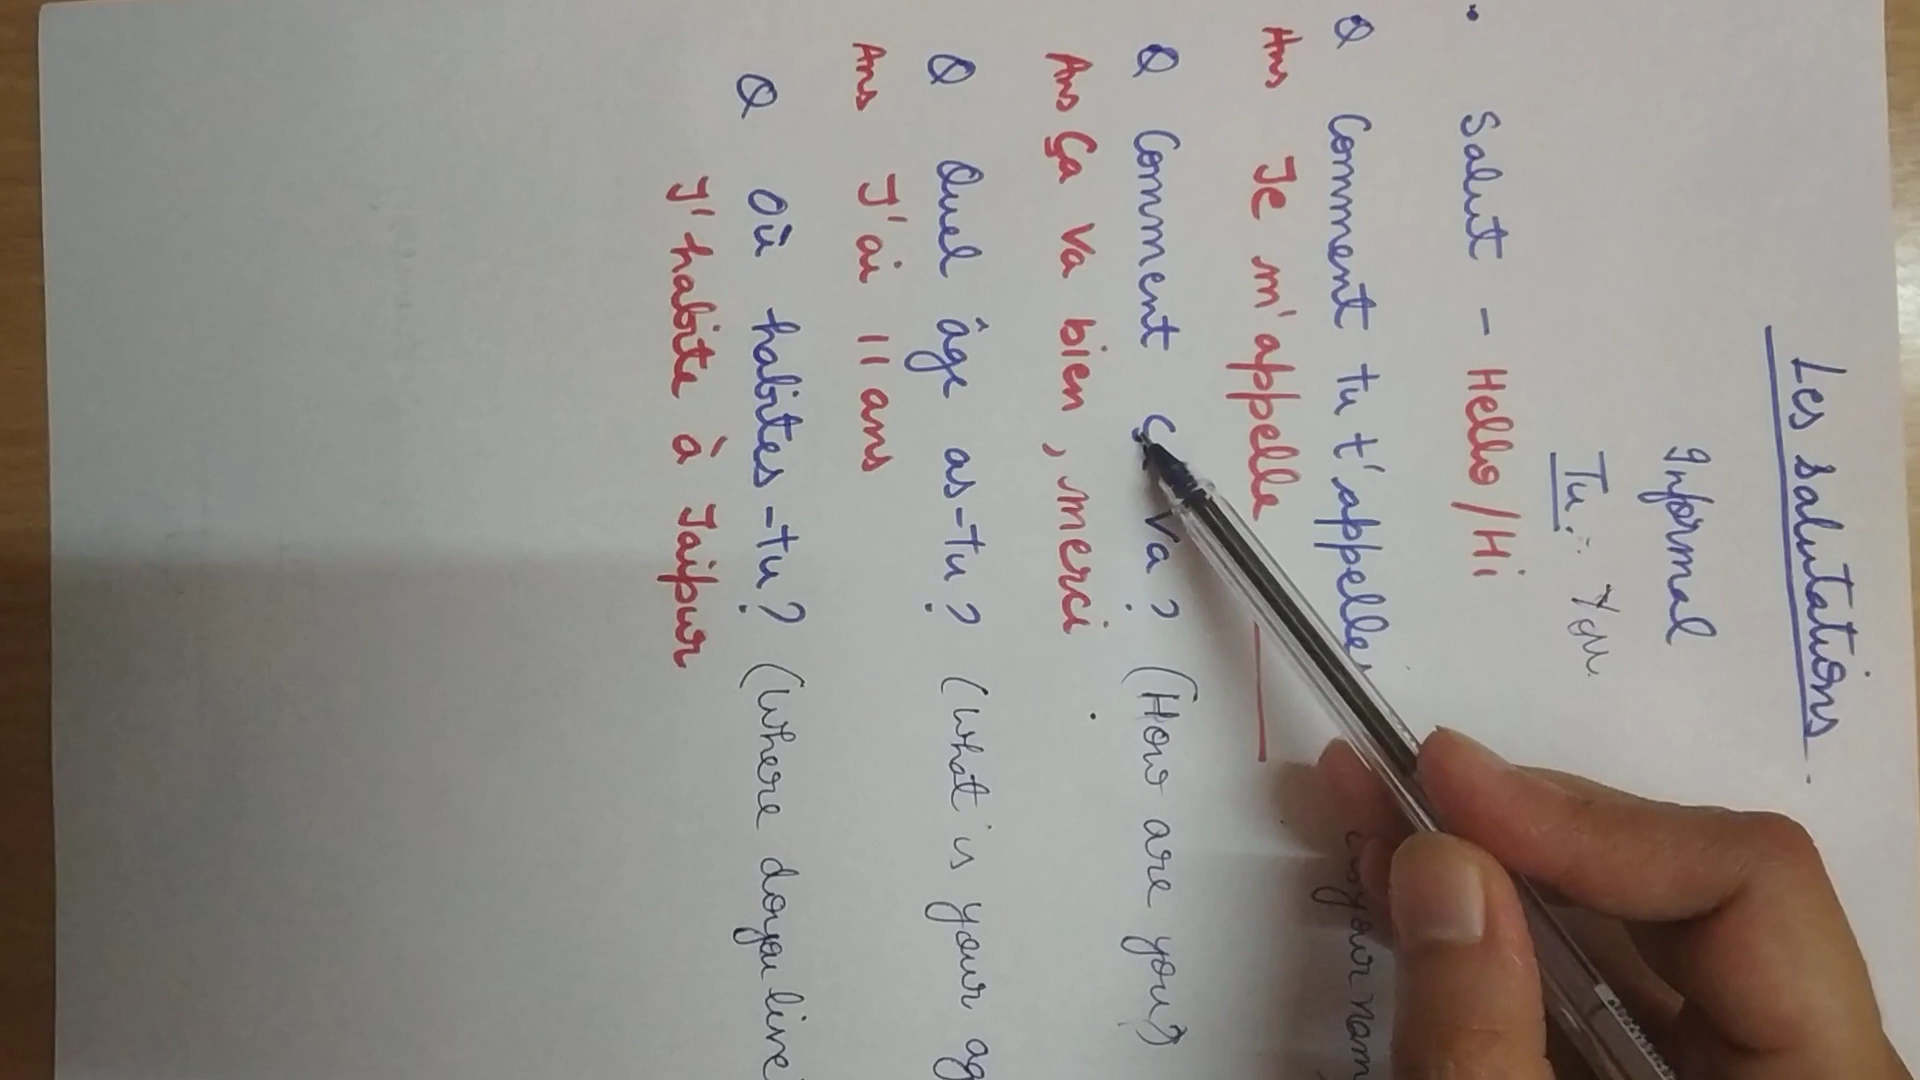 Les salutations.
Informal
Tu : You
• Salut - Hello/Hi
Q Comment tu t'appelles your nam
Ans Je m'appelle ____
Q Comment ça va? (How are you?)
Ans Ça va bien, merci.
Q Quel âge as-tu? (What is your ag
Ans J'ai 11 ans
Q Où habites-tu? (where do you live
J'habite à Jaipur